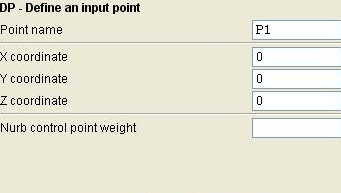 DP - Define an input point
Point name P1
X coordinate 0
Y coordinate 0
Z coordinate 0
Nurb control point weight